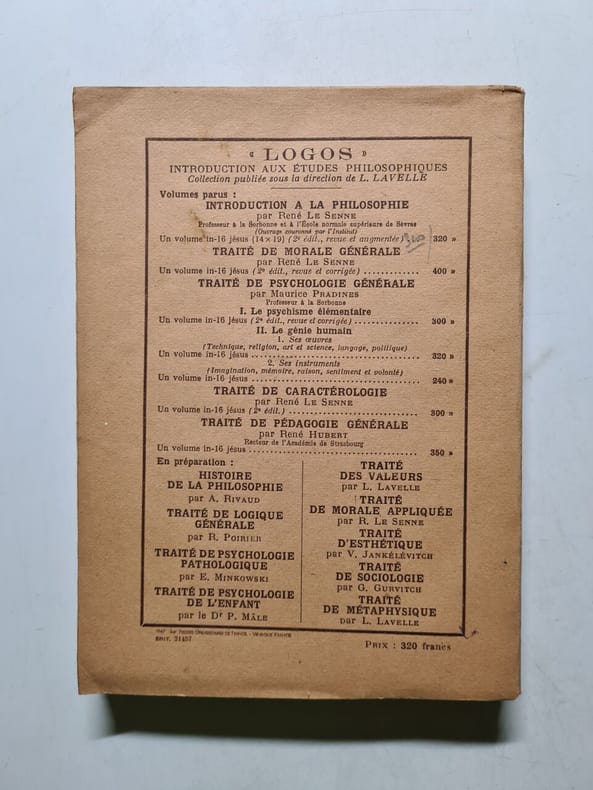 « LOGOS »
INTRODUCTION AUX ÉTUDES PHILOSOPHIQUES
Collection publiée sous la direction de L. LAVELLE
Volumes parus :
INTRODUCTION A LA PHILOSOPHIE
par René LE SENNE
Professeur à la Sorbonne et à l'École normale supérieure de Sèvres
(Ouvrage couronné par l'Institut)
Un volume in-16 jésus (14 × 19) (2e édit., revue et augmentée) 320 »
TRAITÉ DE MORALE GÉNÉRALE
par René LE SENNE
Un volume in-16 jésus (2e édit., revue et corrigée) ............ 400 »
TRAITÉ DE PSYCHOLOGIE GÉNÉRALE
par Maurice PRADINES
Professeur à la Sorbonne
I. Le psychisme élémentaire
Un volume in-16 jésus (2e édit., revue et corrigée) .............. 300 »
II. Le génie humain
1. Ses œuvres
(Technique, religion, art et science, langage, politique)
Un volume in-16 jésus .................................... 320 »
2. Ses instruments
(Imagination, mémoire, raison, sentiment et volonté)
Un volume in-16 jésus .................................... 240 »
TRAITÉ DE CARACTÉROLOGIE
par René LE SENNE
Un volume in-16 jésus (2e édit.) ............................ 300 »
TRAITÉ DE PÉDAGOGIE GÉNÉRALE
par René HUBERT
Recteur de l'Académie de Strasbourg
Un volume in-16 jésus .................................... 350 »
En préparation :
HISTOIRE
DE LA PHILOSOPHIE
par A. RIVAUD
TRAITÉ DE LOGIQUE
GÉNÉRALE
par R. POIRIER
TRAITÉ DE PSYCHOLOGIE
PATHOLOGIQUE
par E. MINKOWSKI
TRAITÉ DE PSYCHOLOGIE
DE L'ENFANT
par le Dr P. MÂLE
TRAITÉ
DES VALEURS
par L. LAVELLE
TRAITÉ
DE MORALE APPLIQUÉE
par R. LE SENNE
TRAITÉ
D'ESTHÉTIQUE
par V. JANKÉLÉVITCH
TRAITÉ
DE SOCIOLOGIE
par G. GURVITCH
TRAITÉ
DE MÉTAPHYSIQUE
par L. LAVELLE
1947 Imp. PRESSES UNIVERSITAIRES DE FRANCE. - VENDÔME (FRANCE)
ÉDIT. 21457
PRIX : 320 francs